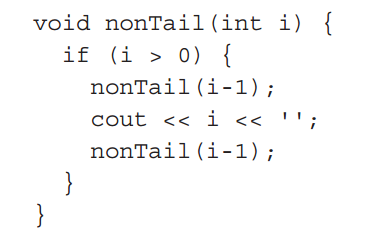 void nonTail(int i) {
  if (i > 0) {
    nonTail(i-1);
    cout << i << '';
    nonTail(i-1);
  }
}